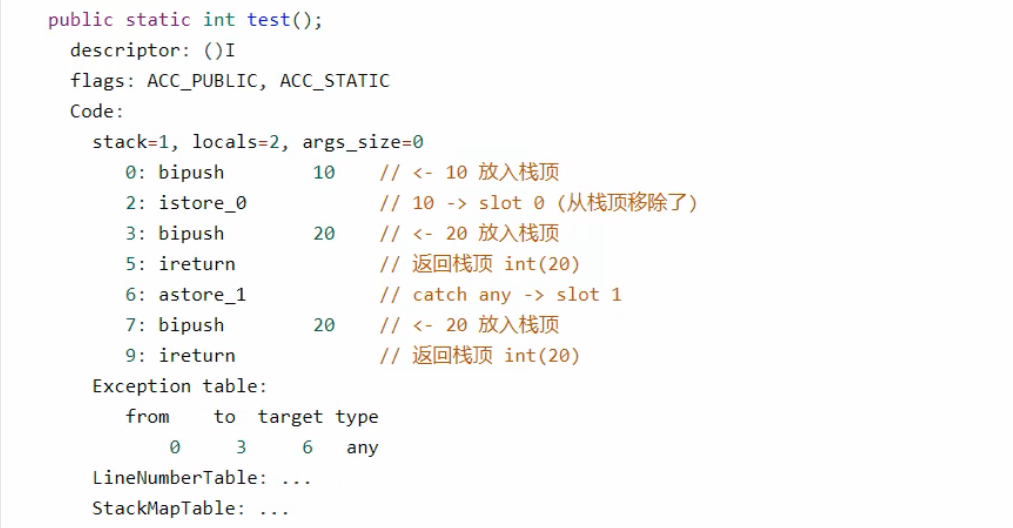 public static int test();
descriptor: ()I
flags: ACC_PUBLIC, ACC_STATIC
Code:
stack=1, locals=2, args_size=0
0: bipush 10 // <- 10 放入栈顶
2: istore_0 // 10 -> slot 0 (从栈顶移除了)
3: bipush 20 // <- 20 放入栈顶
5: ireturn // 返回栈顶 int(20)
6: astore_1 // catch any -> slot 1
7: bipush 20 // <- 20 放入栈顶
9: ireturn // 返回栈顶 int(20)
Exception table:
from to target type
0 3 6 any
LineNumberTable: ...
StackMapTable: ...